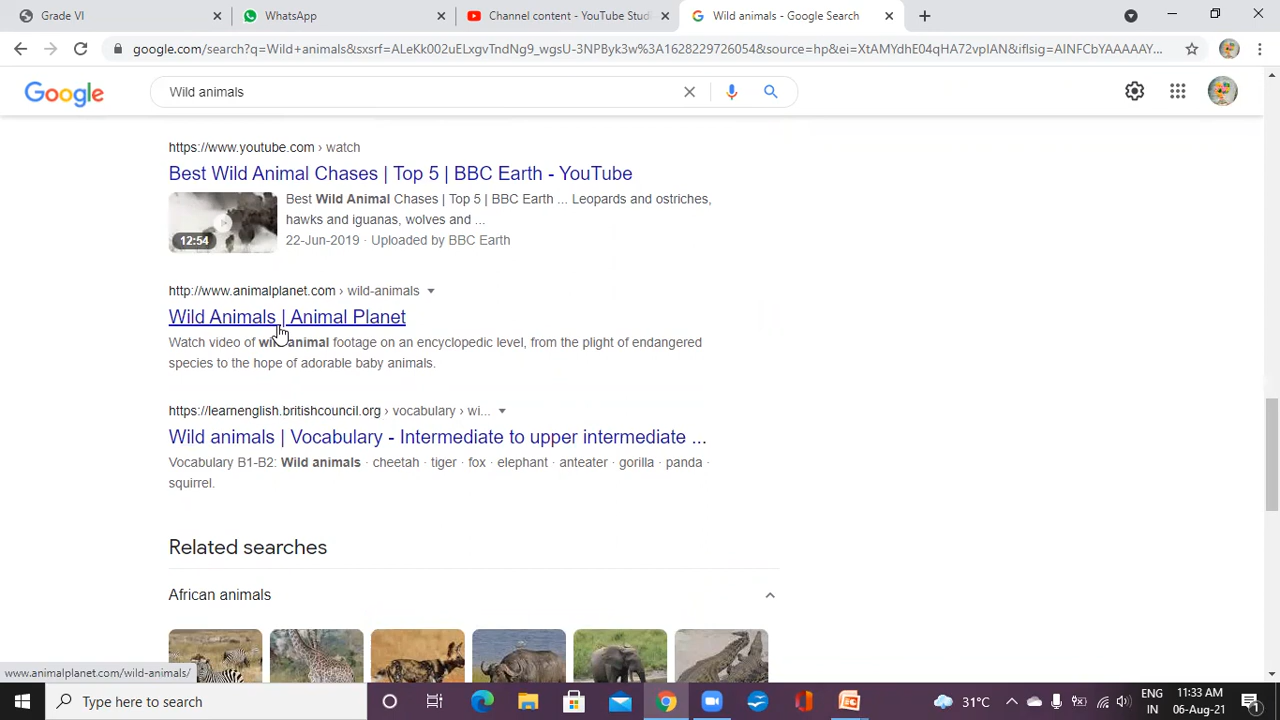 Grade VI
WhatsApp
Channel content - YouTube Studi
Wild animals - Google Search
google.com/search?q=Wild+animals&sxsrf=ALeKk002uELxgvTndNg9_wgsU-3NPByk3w%3A1628229726054&source=hp&ei=XtAMYdhE04qHA72vpIAN&iflsig=AINFCbYAAAAAY...
Google
Wild animals
https://www.youtube.com › watch
Best Wild Animal Chases | Top 5 | BBC Earth - YouTube
Best Wild Animal Chases | Top 5 | BBC Earth ... Leopards and ostriches,
hawks and iguanas, wolves and ...
12:54
22-Jun-2019 · Uploaded by BBC Earth
http://www.animalplanet.com › wild-animals
Wild Animals | Animal Planet
Watch video of wild animal footage on an encyclopedic level, from the plight of endangered
species to the hope of adorable baby animals.
https://learnenglish.britishcouncil.org › vocabulary › wi...
Wild animals | Vocabulary - Intermediate to upper intermediate ...
Vocabulary B1-B2: Wild animals · cheetah · tiger · fox · elephant · anteater · gorilla · panda ·
squirrel.
Related searches
African animals
www.animalplanet.com/wild-animals/
Type here to search
31°C
ENG
IN
11:33 AM
06-Aug-21
1